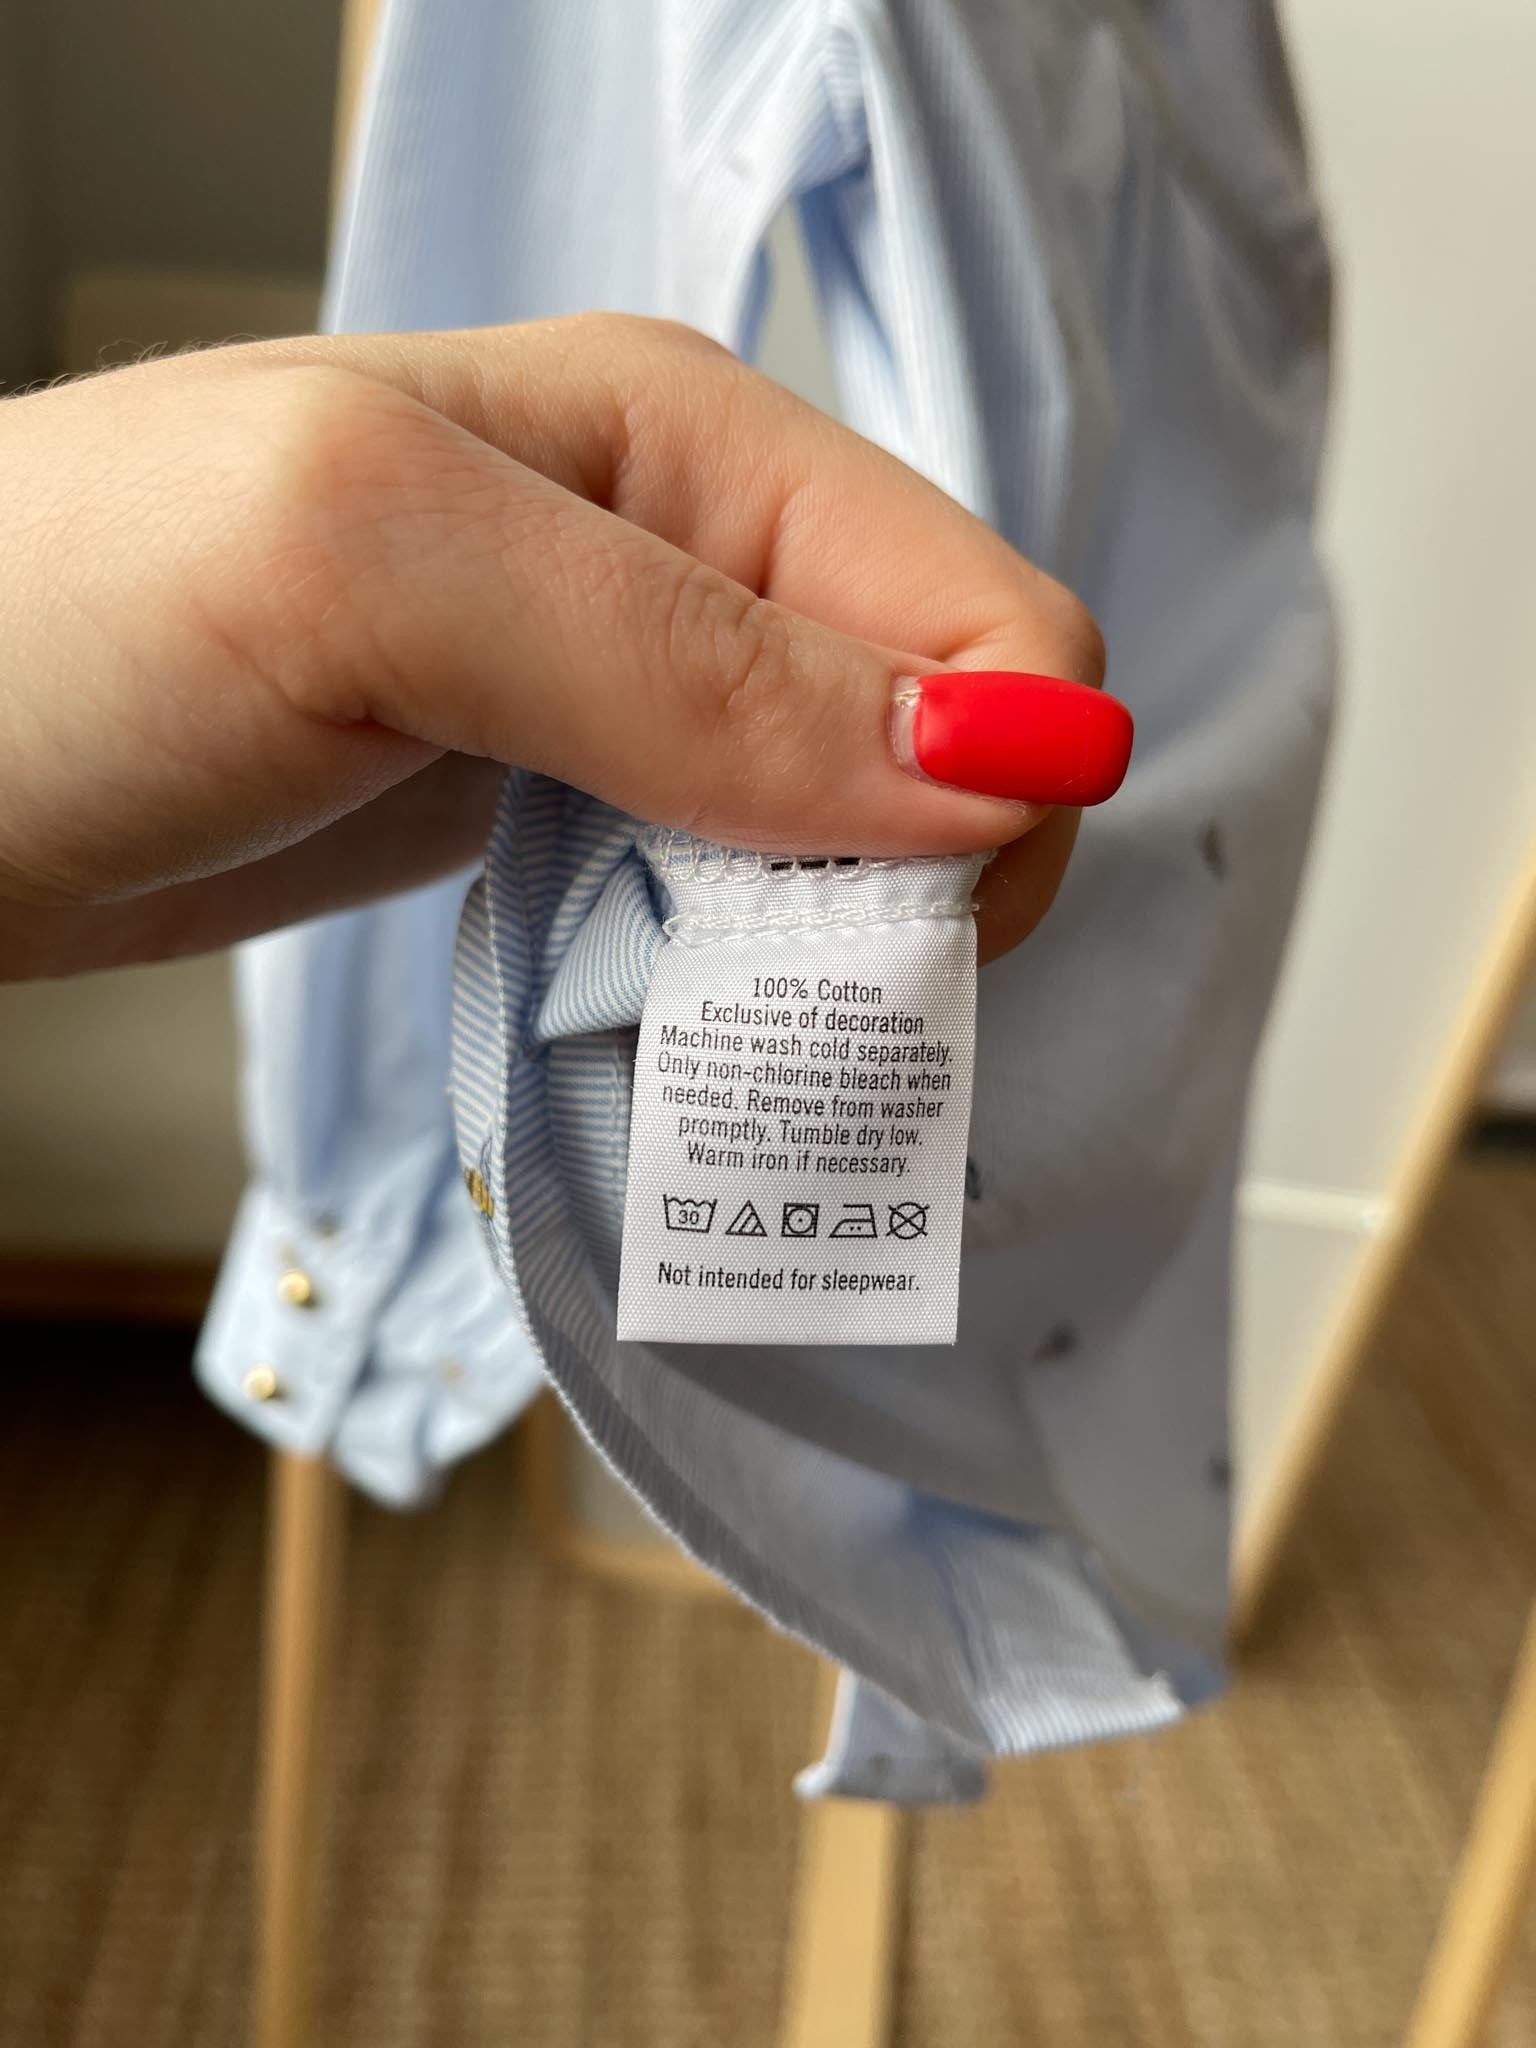 100% Cotton
Exclusive of decoration
Machine wash cold separately.
Only non-chlorine bleach when
needed. Remove from washer
promptly. Tumble dry low.
Warm iron if necessary.
30
Not intended for sleepwear.